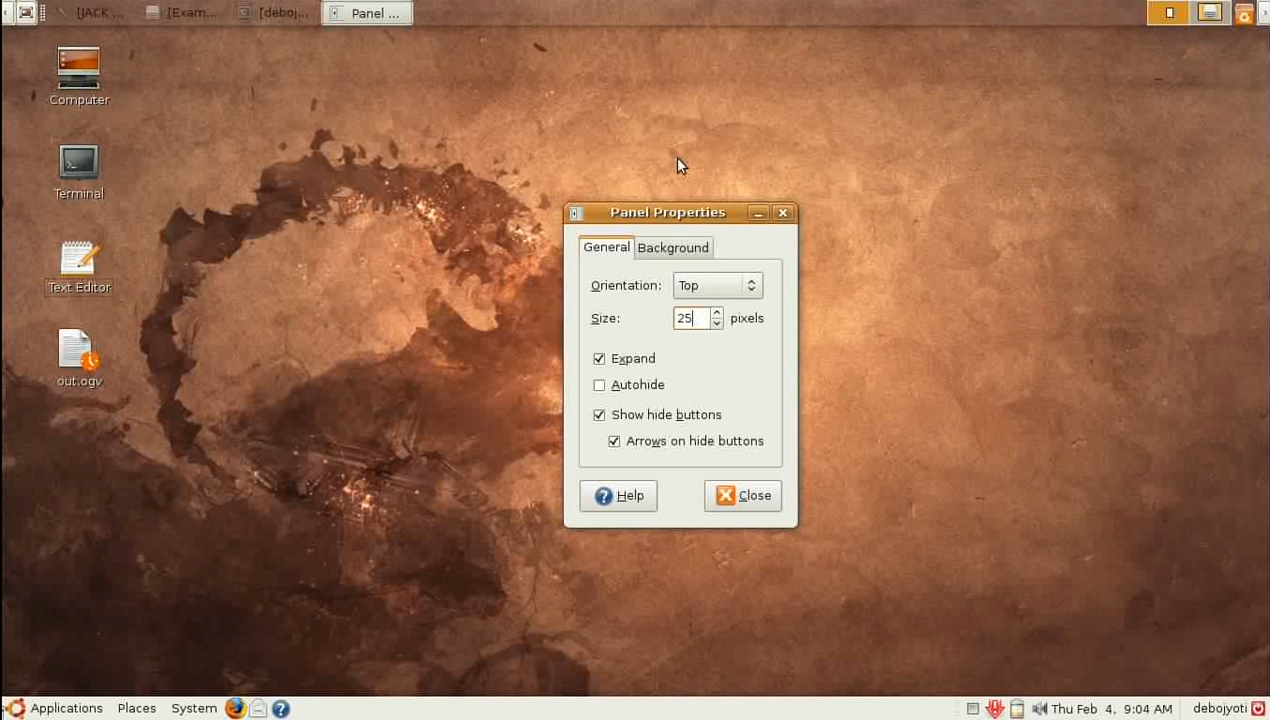 [JACK ...
[Exam...
[deboj...
Panel ...
Computer
Terminal
Text Editor
out.ogv
Panel Properties
General
Background
Orientation:
Top
Size:
25
pixels
Expand
Autohide
Show hide buttons
Arrows on hide buttons
Help
Close
Applications
Places
System
Thu Feb 4, 9:04 AM
debojyoti